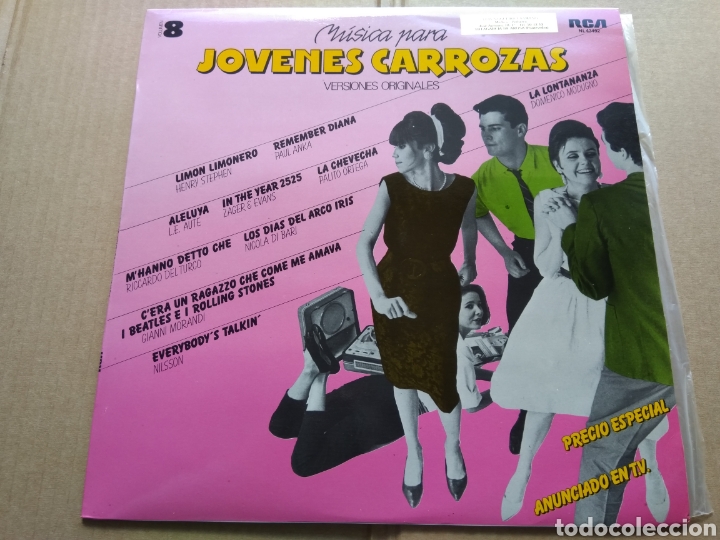 VOLUMEN 8
Música para
RCA
JOVENES CARROZAS
VERSIONES ORIGINALES
LA LONTANANZA
DOMENICO MODUGNO
REMEMBER DIANA
PAUL ANKA
LIMON LIMONERO
HENRY STEPHEN
LA CHEVECHA
PALITO ORTEGA
IN THE YEAR 2525
ZAGER & EVANS
ALELUYA
L.E. AUTE
LOS DIAS DEL ARCO IRIS
NICOLA DI BARI
M'HANNO DETTO CHE
RICCARDO DEL TURCO
C'ERA UN RAGAZZO CHE COME ME AMAVA
I BEATLES E I ROLLING STONES
GIANNI MORANDI
EVERYBODY'S TALKIN'
NILSSON
PRECIO ESPECIAL
ANUNCIADO EN T.V.
todocoleccion